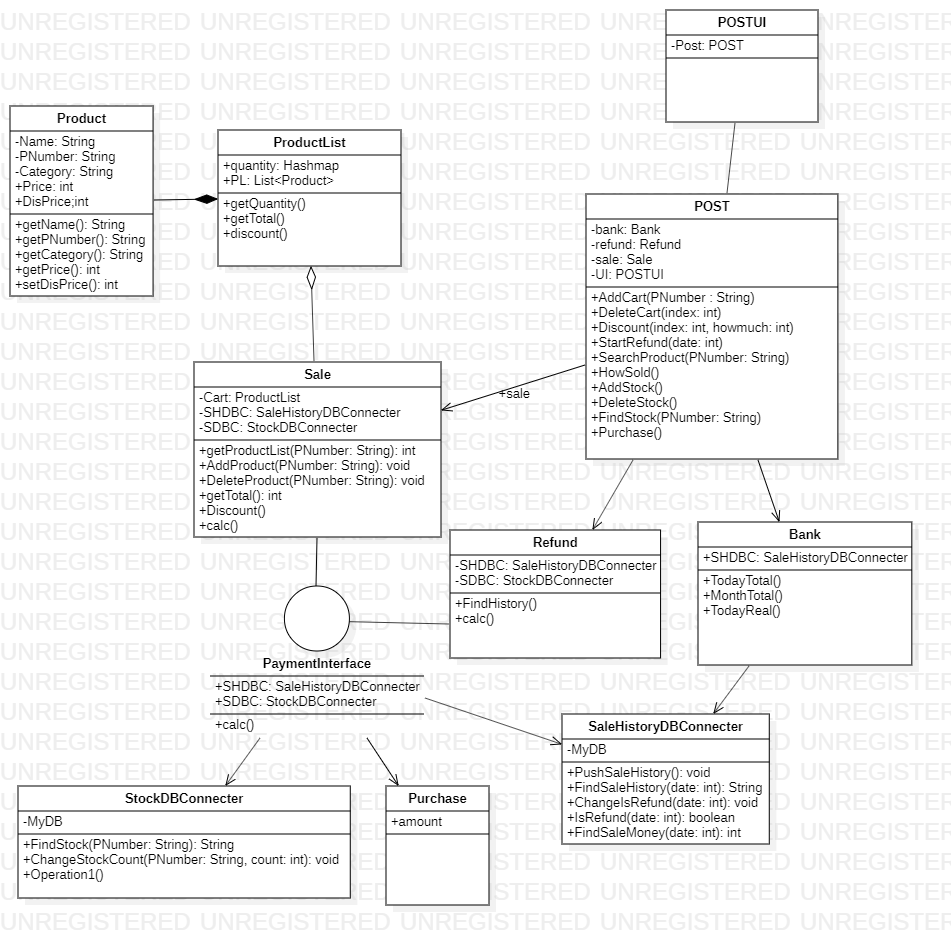 POSTUI
-Post: POST
Product
-Name: String
-PNumber: String
-Category: String
+Price: int
+DisPrice;int
+getName(): String
+getPNumber(): String
+getCategory(): String
+getPrice(): int
+setDisPrice(): int
ProductList
+quantity: Hashmap
+PL: List<Product>
+getQuantity()
+getTotal()
+discount()
POST
-bank: Bank
-refund: Refund
-sale: Sale
-UI: POSTUI
+AddCart(PNumber : String)
+DeleteCart(index: int)
+Discount(index: int, howmuch: int)
+StartRefund(date: int)
+SearchProduct(PNumber: String)
+HowSold()
+AddStock()
+DeleteStock()
+FindStock(PNumber: String)
+Purchase()
Sale
-Cart: ProductList
-SHDBC: SaleHistoryDBConnecter
-SDBC: StockDBConnecter
+getProductList(PNumber: String): int
+AddProduct(PNumber: String): void
+DeleteProduct(PNumber: String): void
+getTotal(): int
+Discount()
+calc()
+sale
Refund
-SHDBC: SaleHistoryDBConnecter
-SDBC: StockDBConnecter
+FindHistory()
+calc()
Bank
+SHDBC: SaleHistoryDBConnecter
+TodayTotal()
+MonthTotal()
+TodayReal()
PaymentInterface
+SHDBC: SaleHistoryDBConnecter
+SDBC: StockDBConnecter
+calc()
SaleHistoryDBConnecter
-MyDB
+PushSaleHistory(): void
+FindSaleHistory(date: int): String
+ChangeIsRefund(date: int): void
+IsRefund(date: int): boolean
+FindSaleMoney(date: int): int
StockDBConnecter
-MyDB
+FindStock(PNumber: String): String
+ChangeStockCount(PNumber: String, count: int): void
+Operation1()
Purchase
+amount
UNREGISTERED